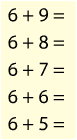 6 + 9 =
6 + 8 =
6 + 7 =
6 + 6 =
6 + 5 =